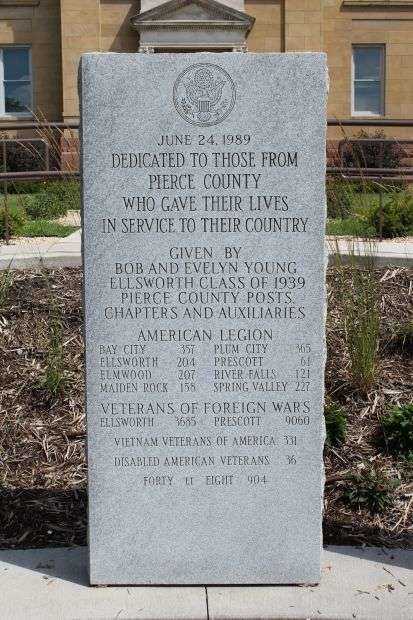 JUNE 24, 1989
DEDICATED TO THOSE FROM
PIERCE COUNTY
WHO GAVE THEIR LIVES
IN SERVICE TO THEIR COUNTRY
GIVEN BY
BOB AND EVELYN YOUNG
ELLSWORTH CLASS OF 1939
PIERCE COUNTY POSTS,
CHAPTERS AND AUXILIARIES
AMERICAN LEGION
BAY CITY 357 PLUM CITY 365
ELLSWORTH 204 PRESCOTT 61
ELMWOOD 207 RIVER FALLS 121
MAIDEN ROCK 158 SPRING VALLEY 227
VETERANS OF FOREIGN WARS
ELLSWORTH 3685 PRESCOTT 9060
VIETNAM VETERANS OF AMERICA 331
DISABLED AMERICAN VETERANS 36
FORTY ET EIGHT 904